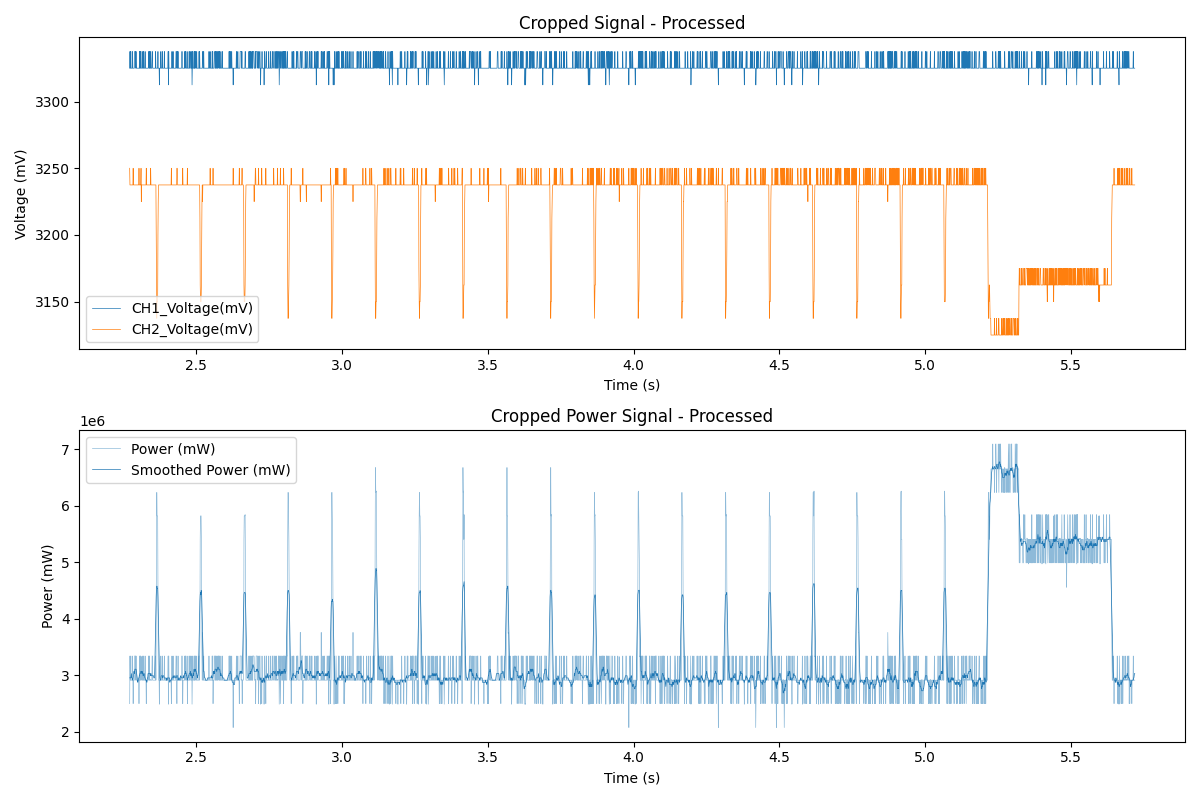 Cropped Signal - Processed
Voltage (mV)
3300
3250
3200
3150
CH1_Voltage(mV)
CH2_Voltage(mV)
2.5 3.0 3.5 4.0 4.5 5.0 5.5
Time (s)
Cropped Power Signal - Processed
1e6
Power (mW)
7
6
5
4
3
2
Power (mW)
Smoothed Power (mW)
2.5 3.0 3.5 4.0 4.5 5.0 5.5
Time (s)